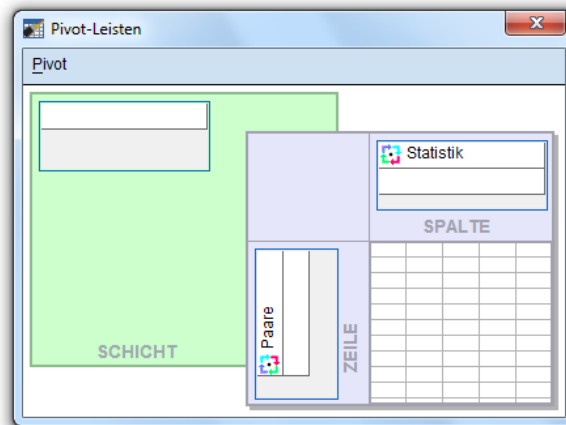 Pivot-Leisten
Pivot
Statistik
SPALTE
Paare
ZEILE
SCHICHT